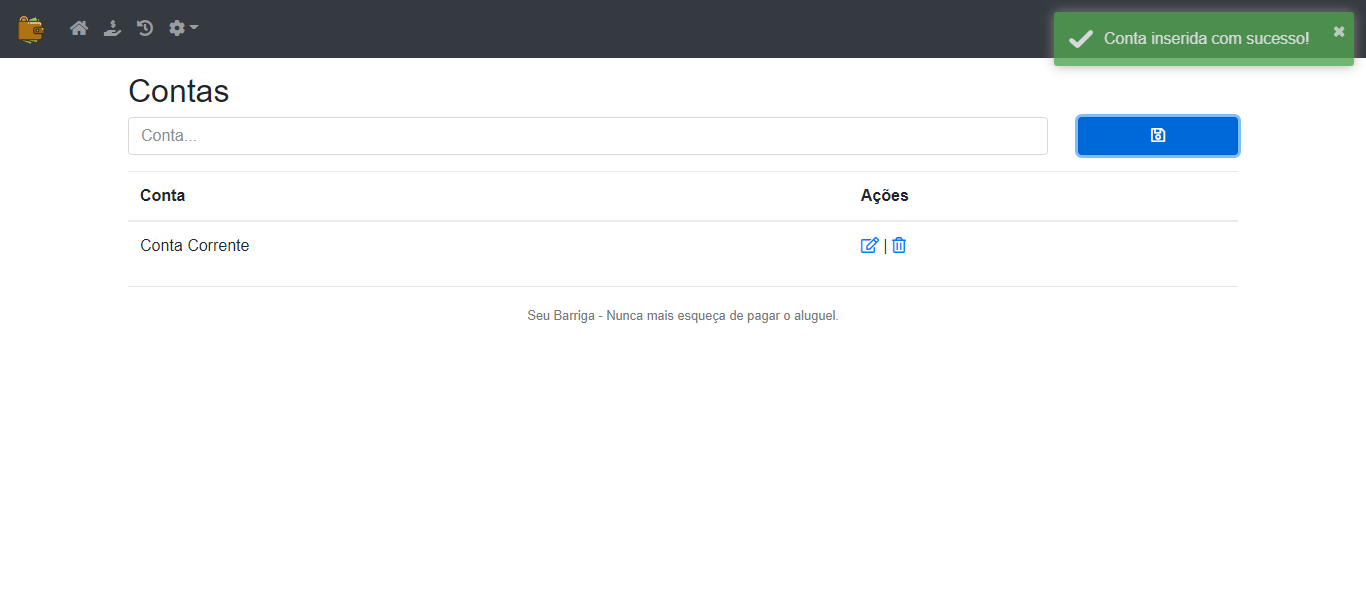 Conta inserida com sucesso!
×
Contas
Conta...
Conta Ações
Conta Corrente |
Seu Barriga - Nunca mais esqueça de pagar o aluguel.